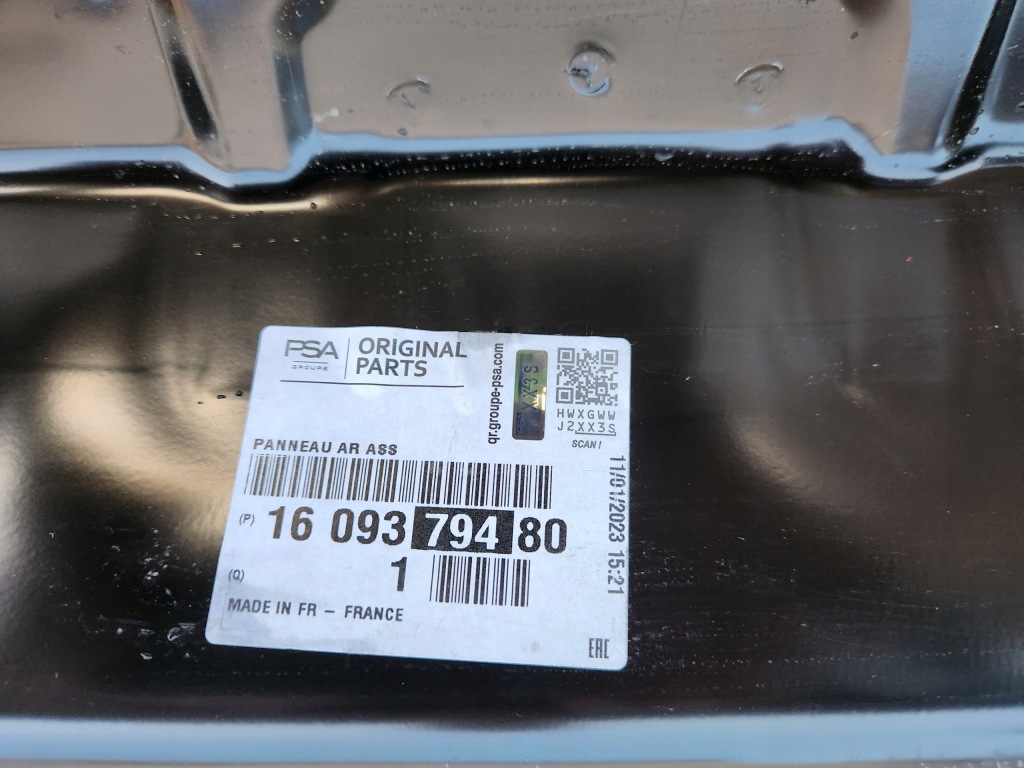 PSA
GROUPE
ORIGINAL
PARTS
qr.groupe-psa.com
XX3S
HWXGWW
J2XX3S
SCAN!
PANNEAU AR ASS
(P) 16 093 794 80
(Q) 1
MADE IN FR – FRANCE
11/01/2023 15:21
EAC